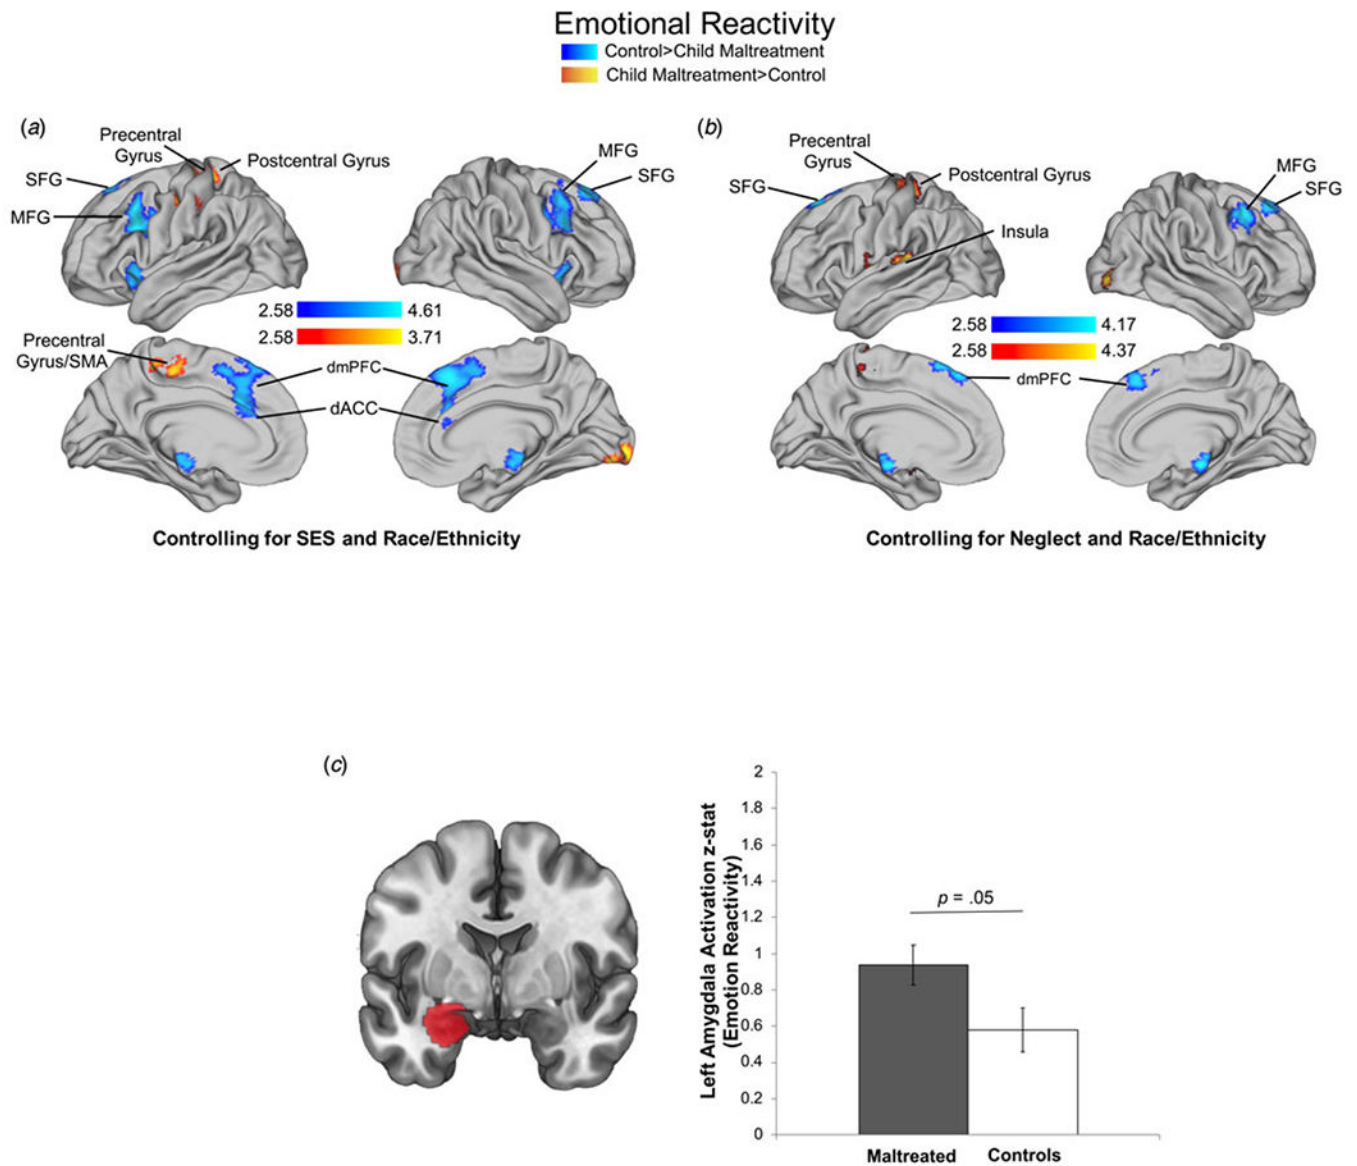 Emotional Reactivity
Control>Child Maltreatment
Child Maltreatment>Control
(a)
Precentral
Gyrus
Postcentral Gyrus
SFG
MFG
MFG
SFG
2.58 4.61
2.58 3.71
Precentral
Gyrus/SMA
dmPFC
dACC
Controlling for SES and Race/Ethnicity
(b)
Precentral
Gyrus
Postcentral Gyrus
SFG
Insula
MFG
SFG
2.58 4.17
2.58 4.37
dmPFC
Controlling for Neglect and Race/Ethnicity
(c)
Left Amygdala Activation z-stat
(Emotion Reactivity)
2
1.8
1.6
1.4
1.2
1
0.8
0.6
0.4
0.2
0
p = .05
Maltreated Controls